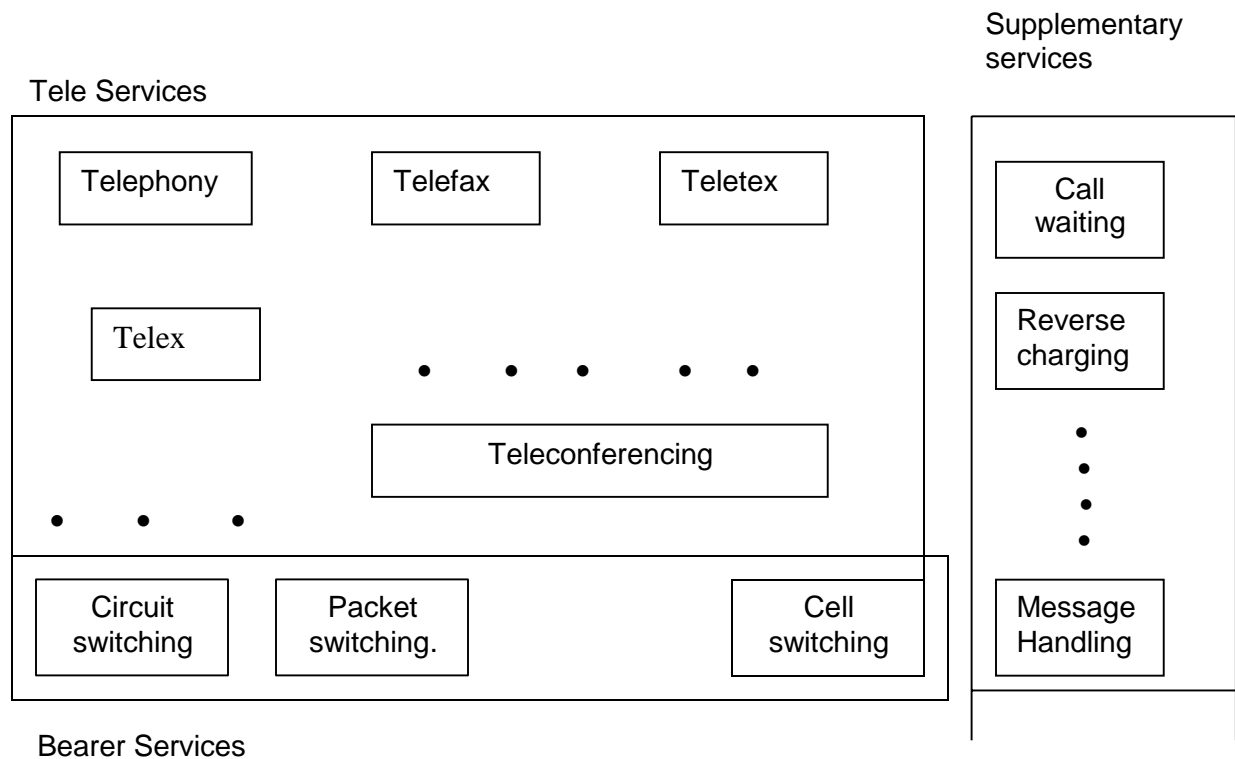 Supplementary
services
Tele Services
Telephony
Telefax
Teletex
Call
waiting
Telex
Reverse
charging
Teleconferencing
Circuit
switching
Packet
switching.
Cell
switching
Message
Handling
Bearer Services